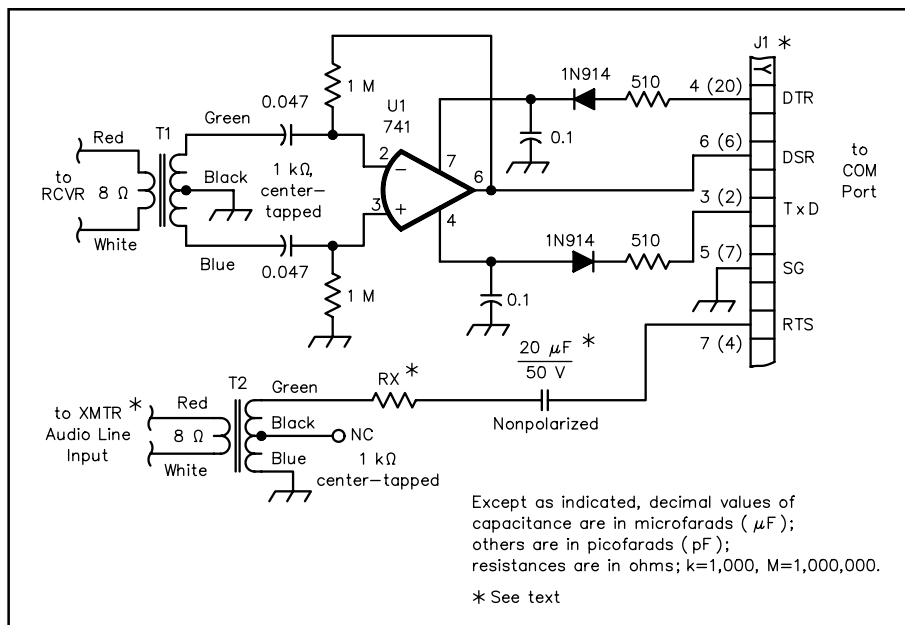 J1 *
1N914
510
4 (20)
DTR
1 M
0.047
U1
741
Green
Red
T1
2
7
0.1
6 (6)
DSR
to
COM
Port
−
6
to
RCVR
8 Ω
Black
1 kΩ,
center–
tapped
3
+
4
3 (2)
TxD
White
1N914
510
5 (7)
SG
Blue
0.047
1 M
0.1
RTS
7 (4)
20 μF *
50 V
T2
Green
RX *
to XMTR *
Audio Line
Input
Red
8 Ω
White
Black
NC
Nonpolarized
Blue
1 kΩ
center–tapped
Except as indicated, decimal values of
capacitance are in microfarads ( μF);
others are in picofarads (pF);
resistances are in ohms; k=1,000, M=1,000,000.
* See text